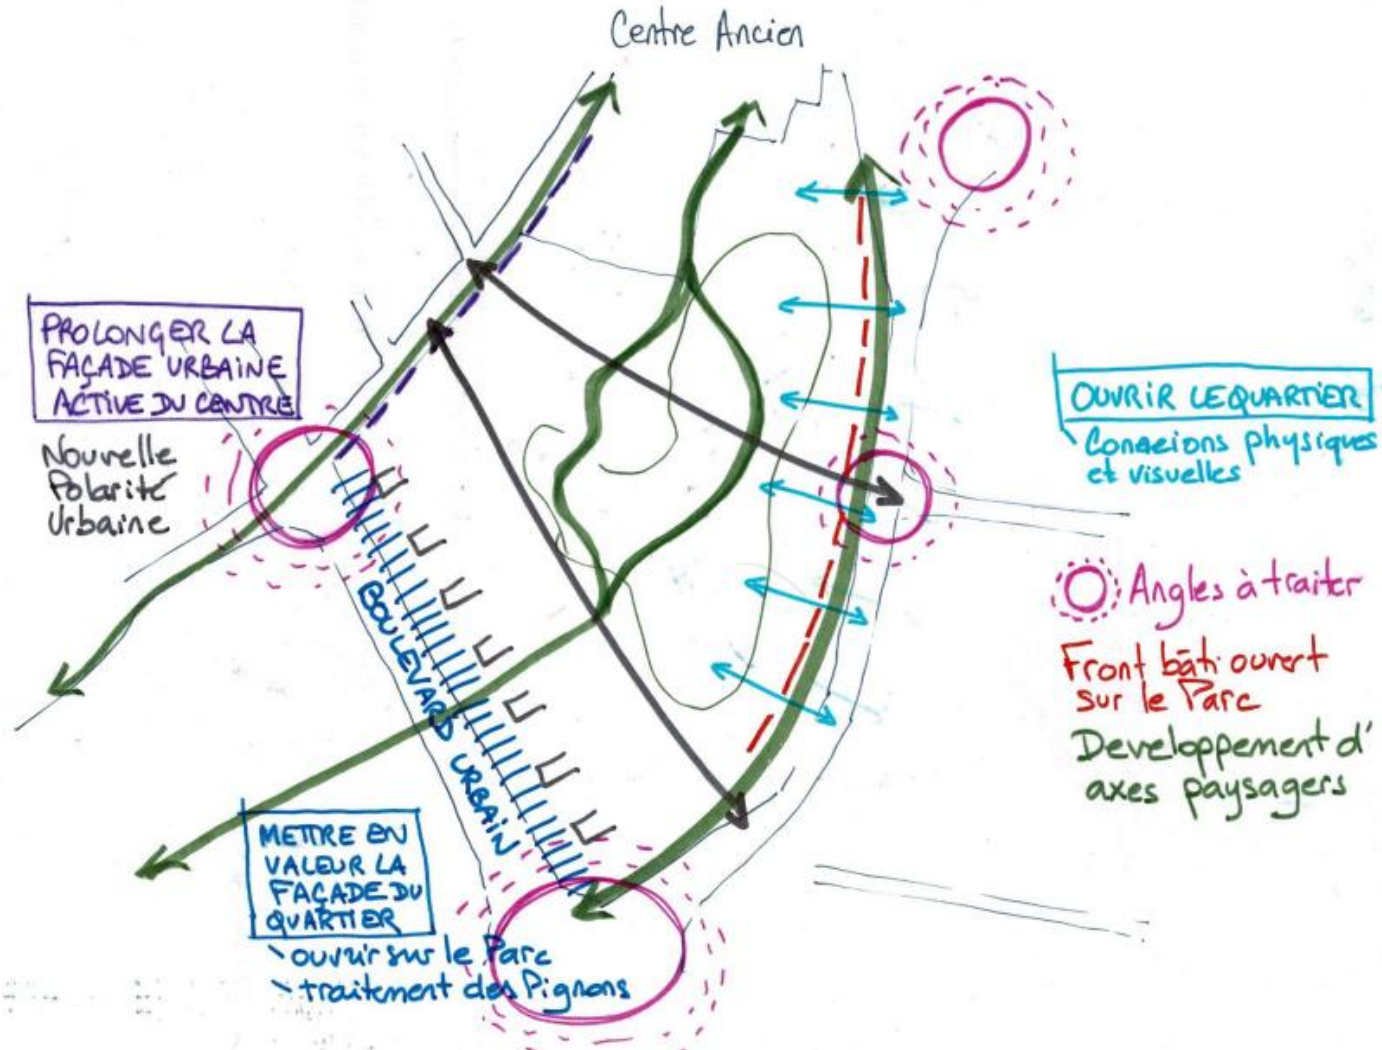 Centre Ancien
PROLONGER LA
FAÇADE URBAINE
ACTIVE DU CENTRE
Nouvelle
Polarité
Urbaine
BOULEVARD URBAIN
METTRE EN
VALEUR LA
FAÇADE DU
QUARTIER
ouvrir sur le Parc
traitement des Pignons
OUVRIR LE QUARTIER
Conncions physiques
et visuelles
Angles à traiter
Front bâti ouvert
sur le Parc
Developpement d'
axes paysagers